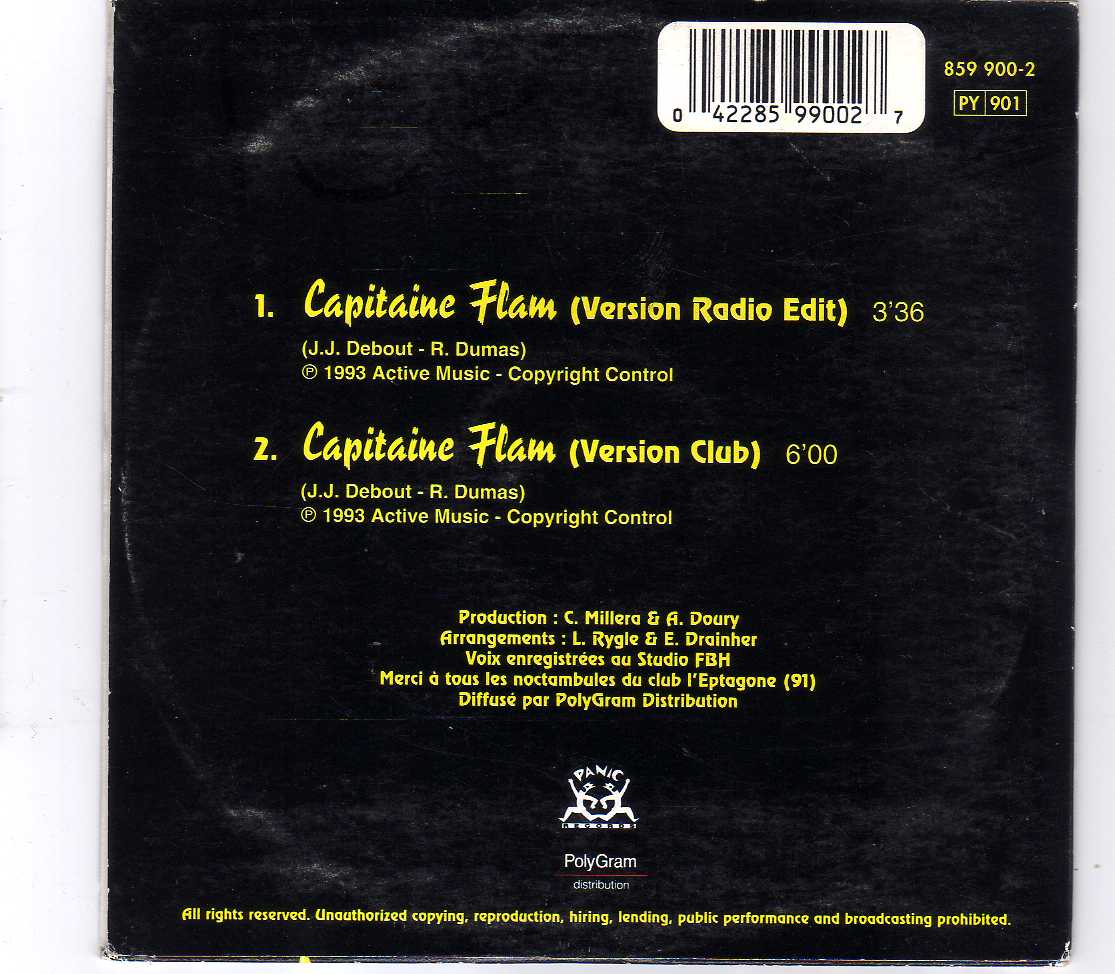 859 900-2
PY 901
0 42285 99002 7
1. Capitaine Flam (Version Radio Edit) 3'36
(J.J. Debout - R. Dumas)
℗ 1993 Active Music - Copyright Control
2. Capitaine Flam (Version Club) 6'00
(J.J. Debout - R. Dumas)
℗ 1993 Active Music - Copyright Control
Production : C. Millera & A. Doury
Arrangements : L. Rygle & E. Drainher
Voix enregistrées au Studio FBH
Merci à tous les noctambules du club l'Eptagone (91)
Diffusé par PolyGram Distribution
PANIC
RECORDS
PolyGram
distribution
All rights reserved. Unauthorized copying, reproduction, hiring, lending, public performance and broadcasting prohibited.